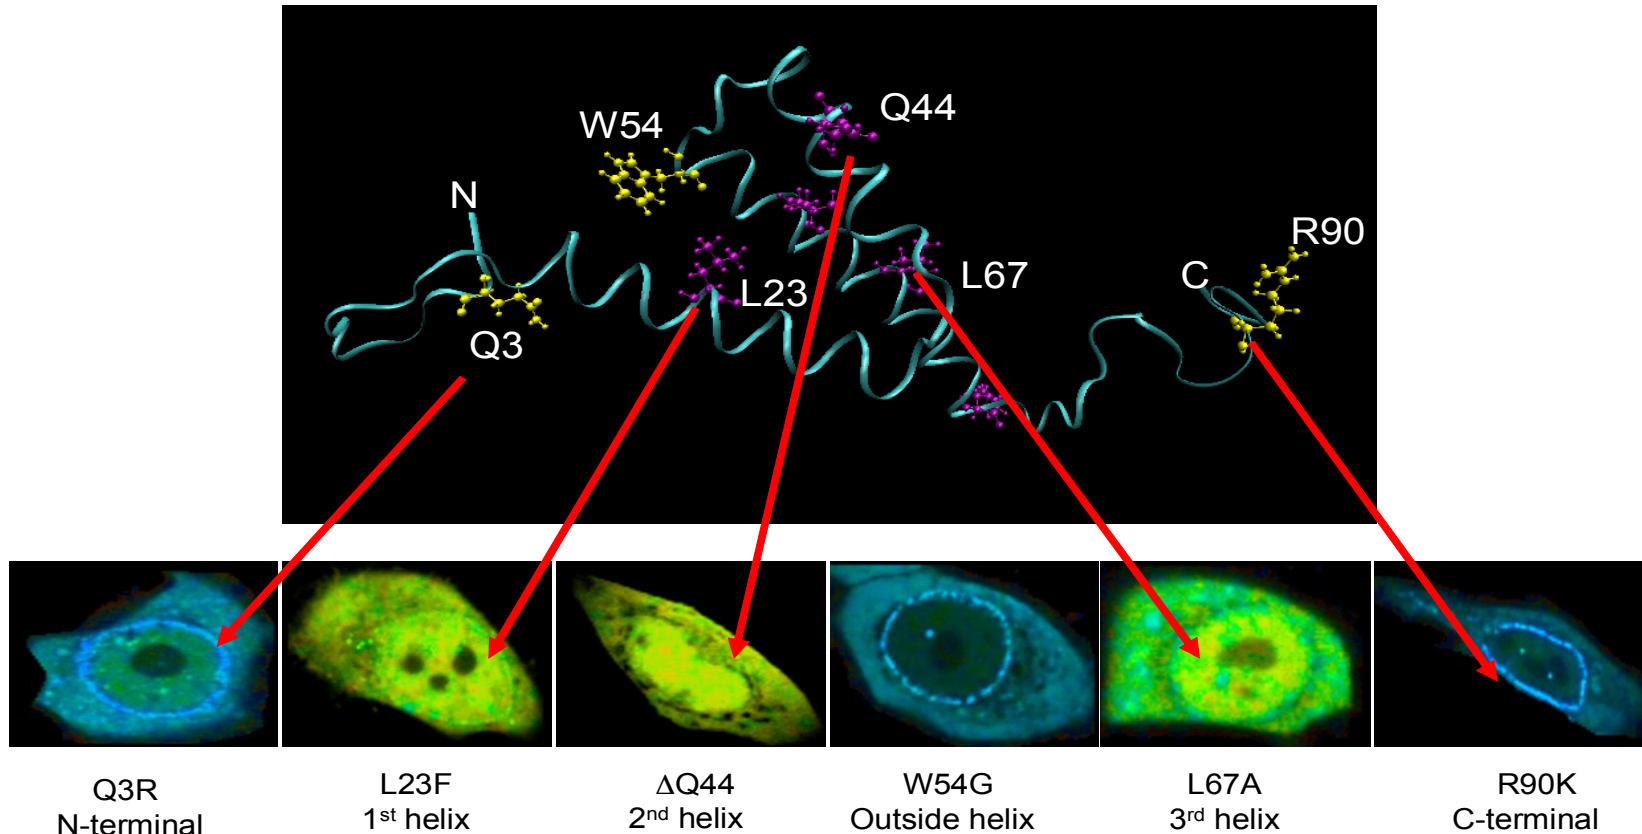 Q44
W54
N
R90
L67
C
L23
Q3
Q3R
N-terminal
L23F
1st helix
ΔQ44
2nd helix
W54G
Outside helix
L67A
3rd helix
R90K
C-terminal